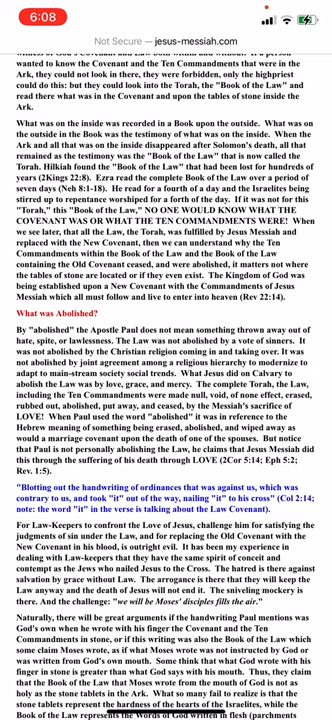 6:08
Not Secure — jesus-messiah.com
wanted to know the Covenant and the Ten Commandments that were in the
Ark, they could not look in there, they were forbidden, only the highpriest
could do this: but they could look into the Torah, the "Book of the Law" and
read there what was in the Covenant and upon the tables of stone inside the
Ark.
What was on the inside was recorded in a Book upon the outside.  What was on
the outside in the Book was the testimony of what was on the inside.  When the
Ark and all that was on the inside disappeared after Solomon's death, all that
remained as the testimony was the "Book of the Law" that is now called the
Torah. Hilkiah found the "Book of the Law" that had been lost for hundreds of
years (2Kings 22:8).  Ezra read the complete Book of the Law over a period of
seven days (Neh 8:1-18).  He read for a fourth of a day and the Israelites being
stirred up to repentance worshiped for a forth of the day.  If it was not for this
"Torah," this "Book of the Law," NO ONE WOULD KNOW WHAT THE
COVENANT WAS OR WHAT THE TEN COMMANDMENTS WERE!  When
we see later, that all the Law, the Torah, was fulfilled by Jesus Messiah and
replaced with the New Covenant, then we can understand why the Ten
Commandments within the Book of the Law and the Book of the Law
containing the Old Covenant ceased, and were abolished, it matters not where
the tables of stone are located or if they even exist.  The Kingdom of God was
being established upon a New Covenant with the Commandments of Jesus
Messiah which all must follow and live to enter into heaven (Rev 22:14).
What was Abolished?
By "abolished" the Apostle Paul does not mean something thrown away out of
hate, spite, or lawlessness.  The Law was not abolished by a vote of sinners.  It
was not abolished by the Christian religion coming in and taking over.  It was
not abolished by joint agreement among a religious hierarchy to modernize to
adapt to main-stream society social trends.  What Jesus did on Calvary to
abolish the Law was by love, grace, and mercy.  The complete Torah, the Law,
including the Ten Commandments were made null, void, of none effect, erased,
rubbed out, abolished, put away, and ceased, by the Messiah's sacrifice of
LOVE!  When Paul used the word "abolished" it was in reference to the
Hebrew meaning of something being erased, abolished, and wiped away as
would a marriage covenant upon the death of one of the spouses.  But notice
that Paul is not personally abolishing the Law, he claims that Jesus Messiah did
this through the suffering of his death through LOVE (2Cor 5:14; Eph 5:2;
Rev. 1:5).
"Blotting out the handwriting of ordinances that was against us, which was
contrary to us, and took "it" out of the way, nailing "it" to his cross" (Col 2:14;
note: the word "it" in the verse is talking about the Law Covenant).
For Law-Keepers to confront the Love of Jesus, challenge him for satisfying the
judgments of sin under the Law, and for replacing the Old Covenant with the
New Covenant in his blood, is outright evil.  It has been my experience in
dealing with Law-keepers that they have the same spirit of conceit and
contempt as the Jews who nailed Jesus to the Cross.  The hatred is there against
salvation by grace without Law.  The arrogance is there that they will keep the
Law anyway and the death of Jesus will not end it.  The sniveling mockery is
there.  And the challenge: "we will be Moses' disciples fills the air."
Naturally, there will be great arguments if the handwriting Paul mentions was
God's own when he wrote with his finger the Covenant and the Ten
Commandments in stone, or if this writing was also the Book of the Law which
some claim Moses wrote, as if what Moses wrote was not instructed by God or
was written from God's own mouth.  Some think that what God wrote with his
finger in stone is greater than what God says with his mouth.  Thus, they claim
that the Book of the Law that Moses wrote from the mouth of God is not as
holy as the stone tablets in the Ark.  What so many fail to realize is that the
stone tablets represent the hardness of the hearts of the Israelites, while the
Book of the Law represents the Words of God written in flesh (parchments